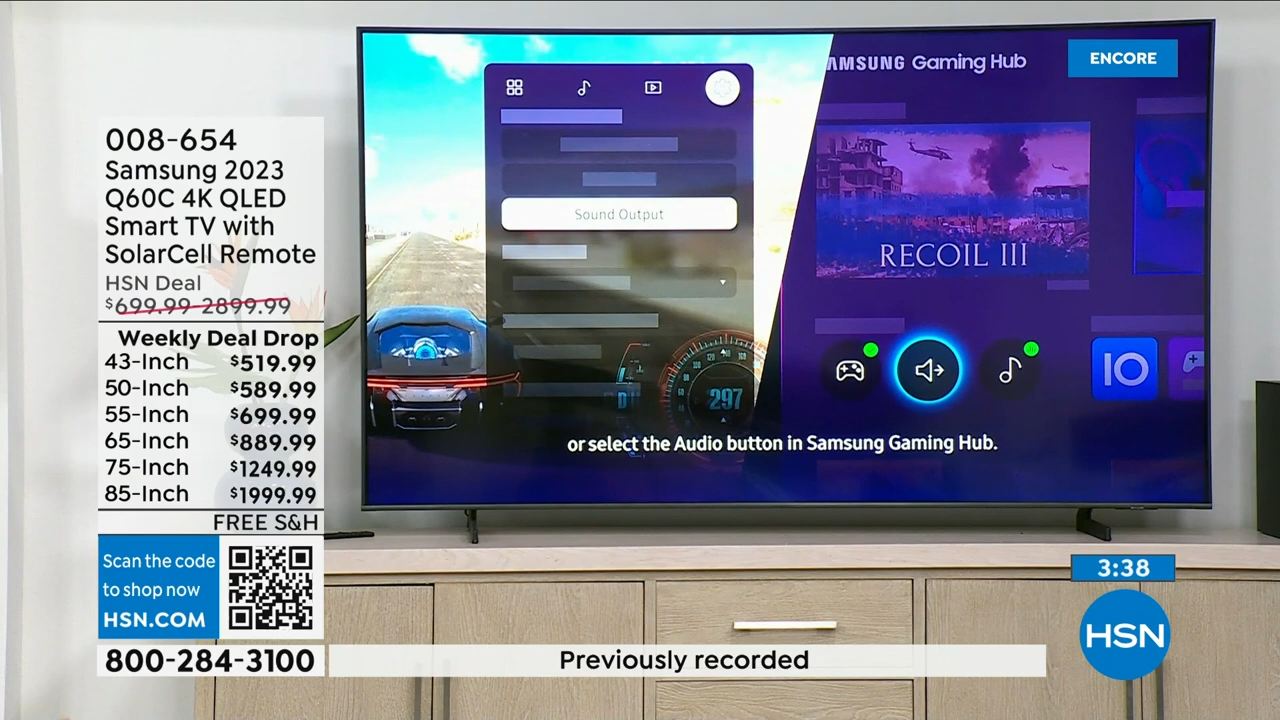 008-654
Samsung 2023
Q60C 4K QLED
Smart TV with
SolarCell Remote
HSN Deal
$699.99-2899.99
Weekly Deal Drop
43-Inch $519.99
50-Inch $589.99
55-Inch $699.99
65-Inch $889.99
75-Inch $1249.99
85-Inch $1999.99
FREE S&H
Scan the code
to shop now
HSN.COM
800-284-3100
Sound Output
AMSUNG Gaming Hub
ENCORE
RECOIL III
IO
297
or select the Audio button in Samsung Gaming Hub.
3:38
HSN
Previously recorded